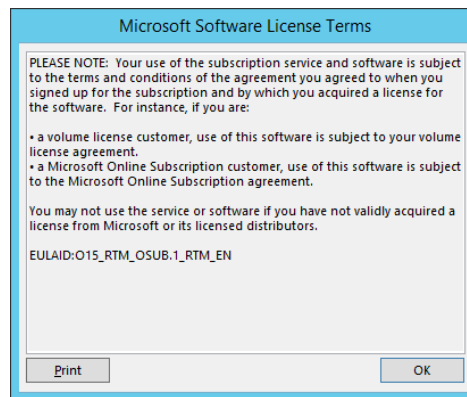 Microsoft Software License Terms
PLEASE NOTE:  Your use of the subscription service and software is subject
to the terms and conditions of the agreement you agreed to when you
signed up for the subscription and by which you acquired a license for
the software.  For instance, if you are:
• a volume license customer, use of this software is subject to your volume
license agreement.
• a Microsoft Online Subscription customer, use of this software is subject
to the Microsoft Online Subscription agreement.
You may not use the service or software if you have not validly acquired a
license from Microsoft or its licensed distributors.
EULAID:O15_RTM_OSUB.1_RTM_EN
Print
OK